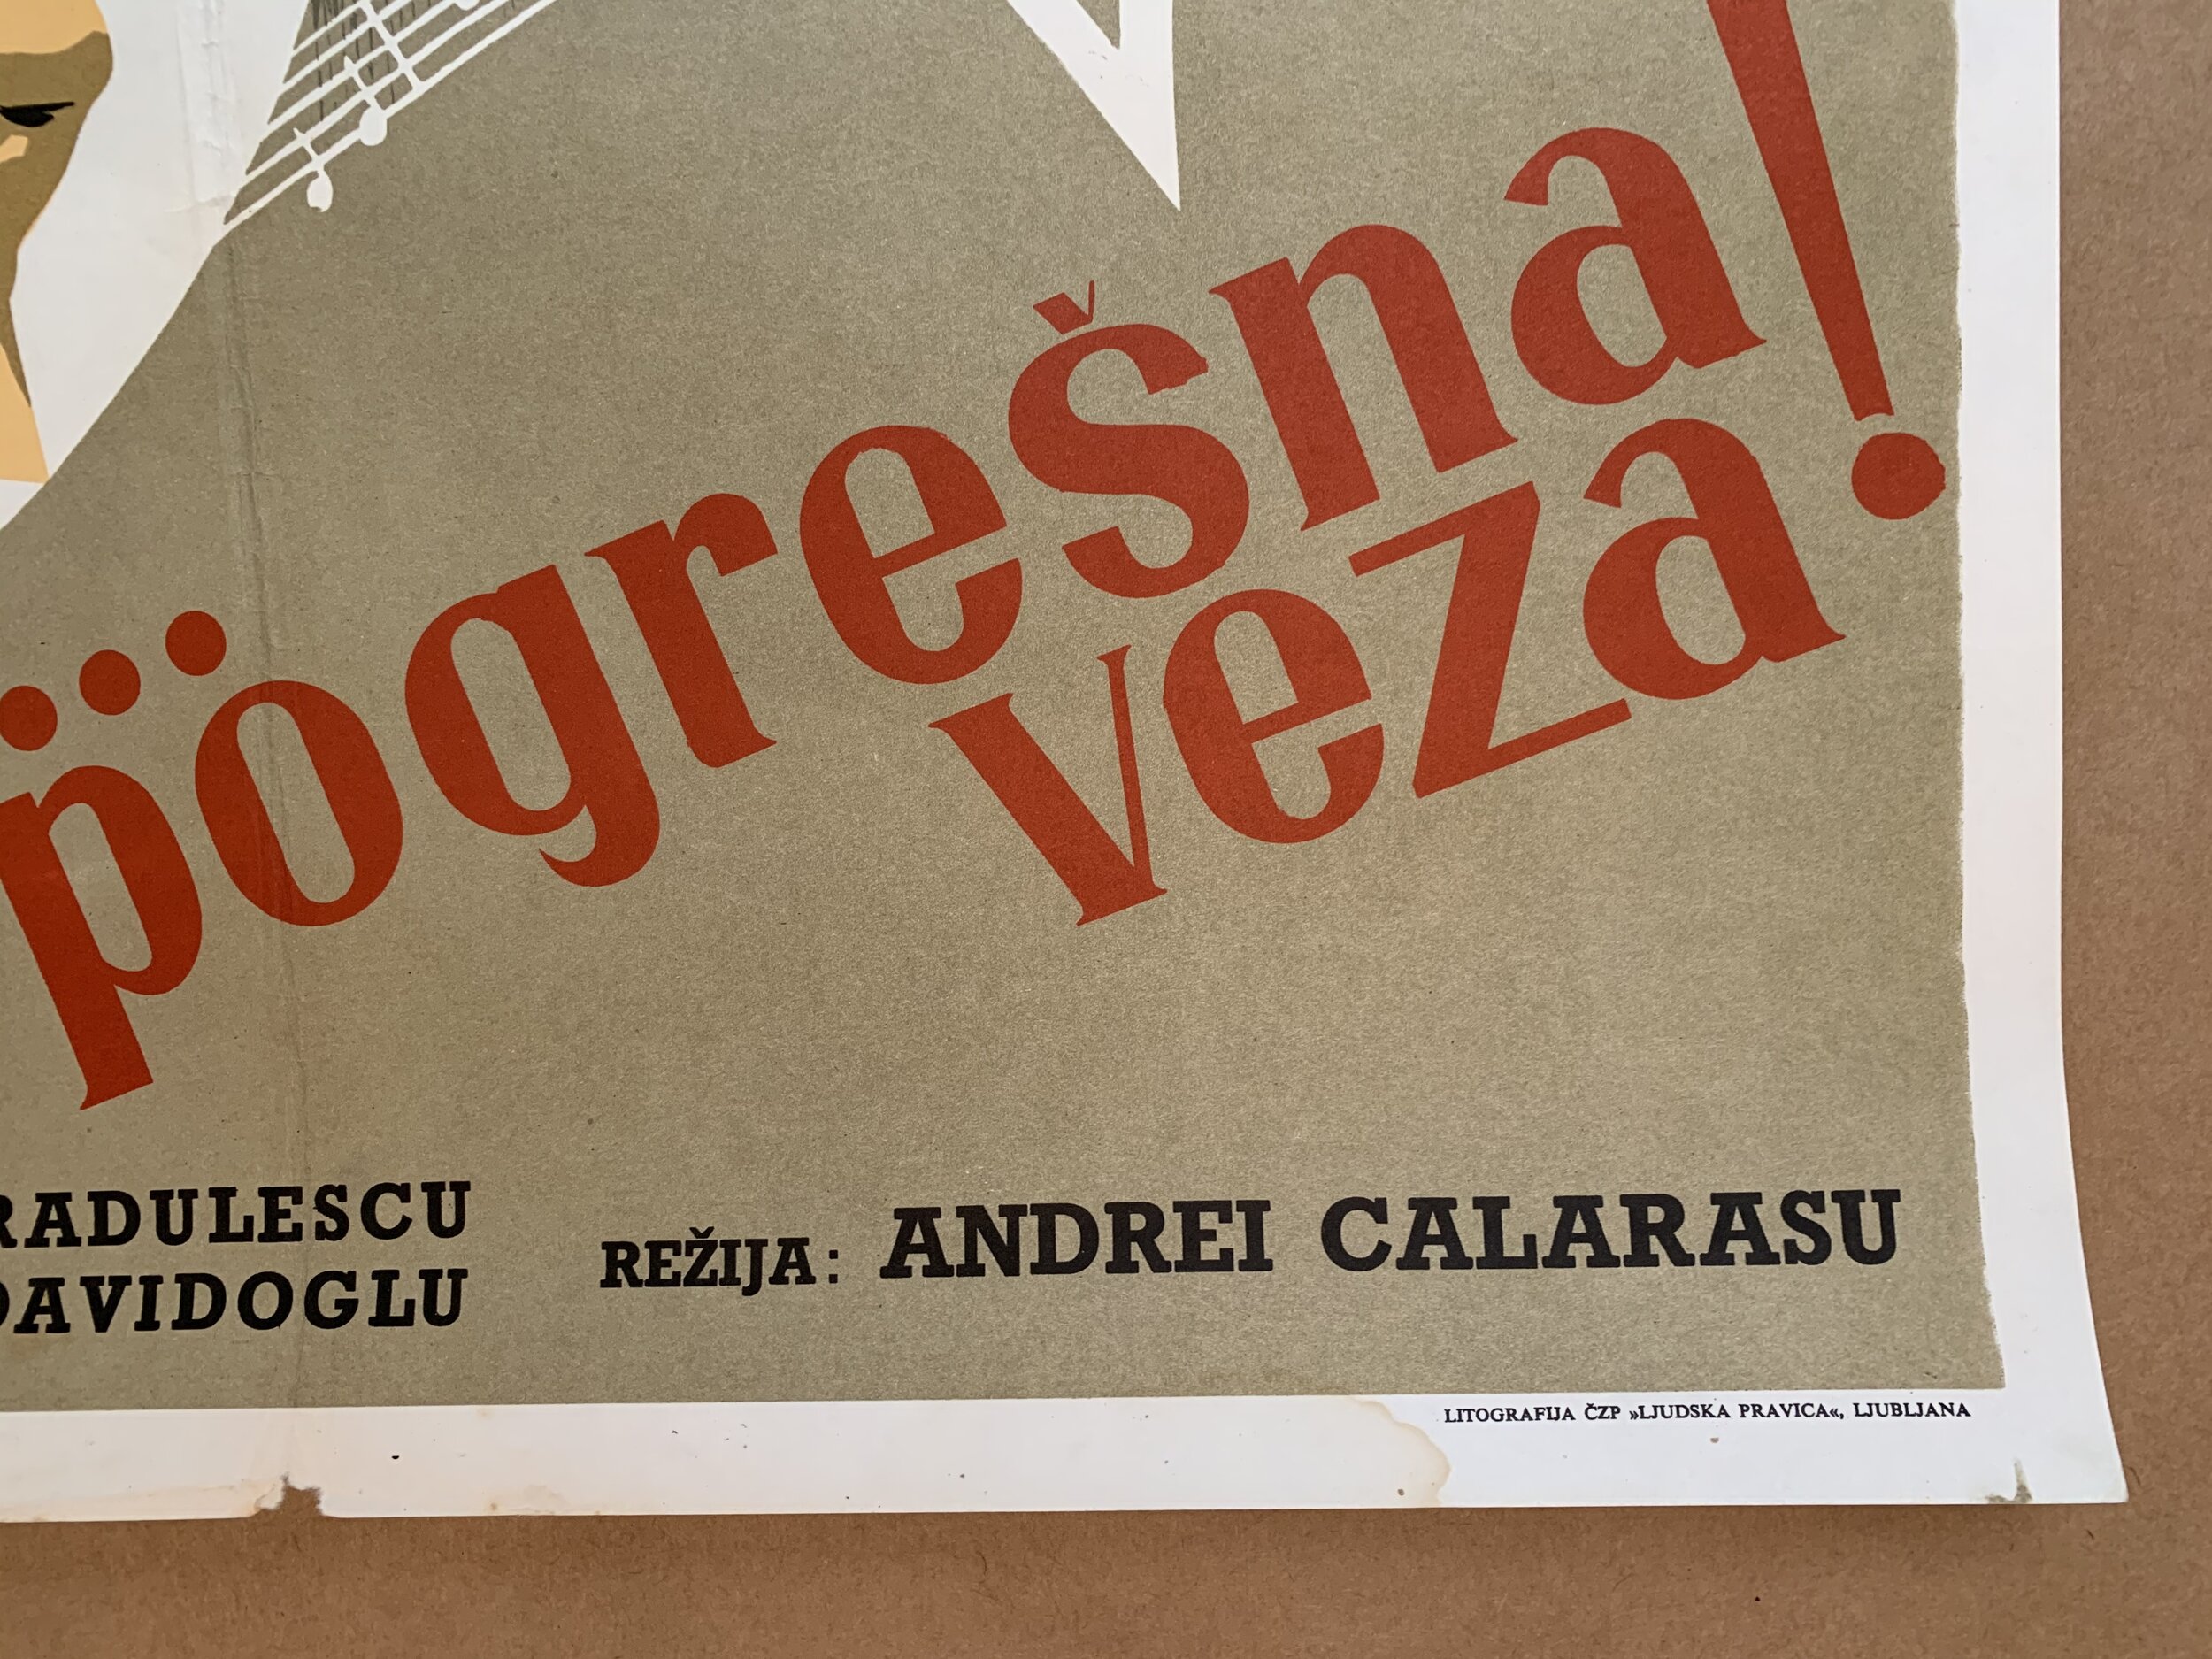 ... pogrešna
veza!
RADULESCU
DAVIDOGLU
REŽIJA: ANDREI CALARASU
LITOGRAFIJA ČZP »LJUDSKA PRAVICA«, LJUBLJANA